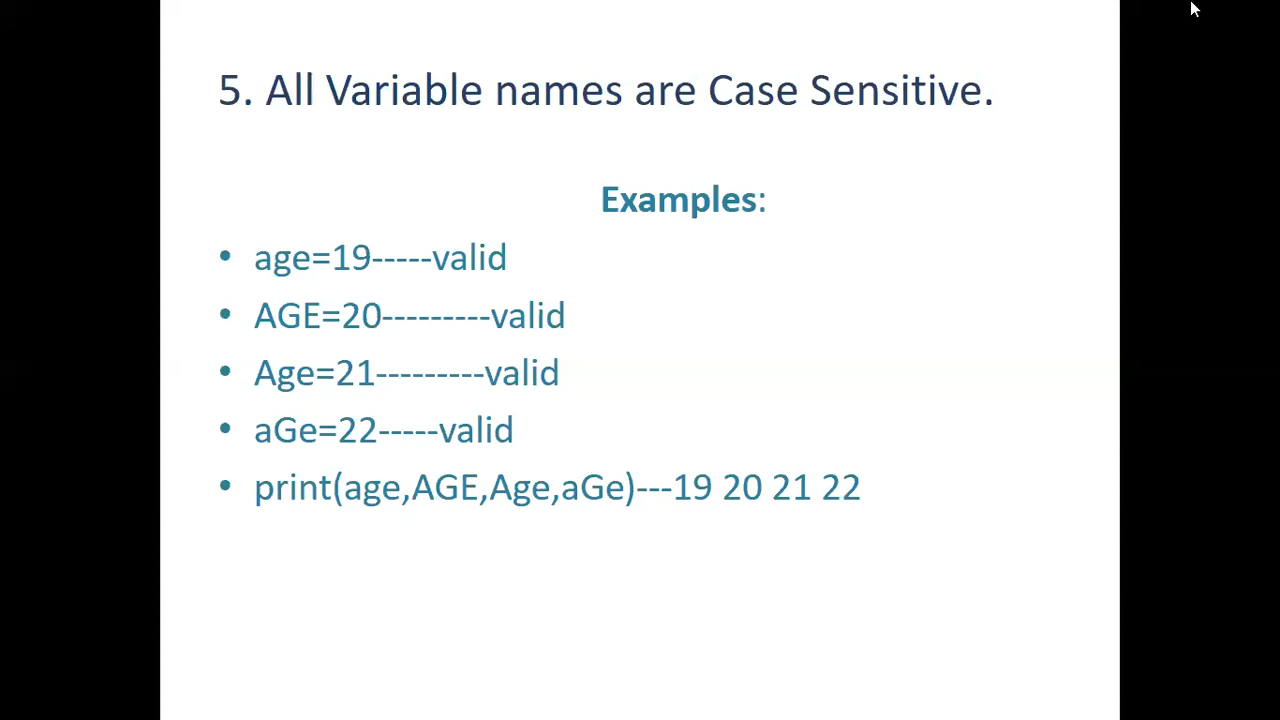 5. All Variable names are Case Sensitive.
Examples:
• age=19-----valid
• AGE=20---------valid
• Age=21---------valid
• aGe=22-----valid
• print(age,AGE,Age,aGe)---19 20 21 22